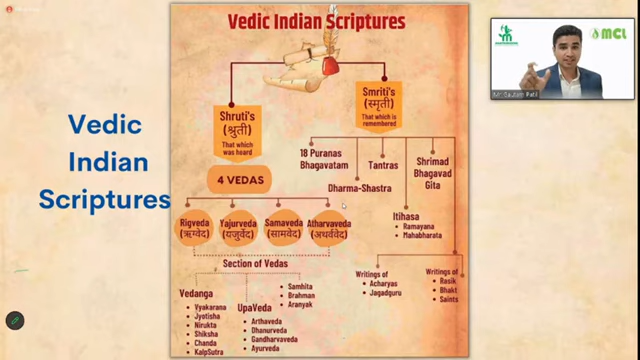 Vedic
Indian
Scriptures
Vedic Indian Scriptures
Shruti's
(श्रुती)
That which
was heard
Smriti's
(स्मृती)
That which is
remembered
4 VEDAS
18 Puranas
Bhagavatam
Dharma-Shastra
Tantras
Shrimad
Bhagavad
Gita
Itihasa
• Ramayana
• Mahabharata
Rigveda
(ऋग्वेद)
Yajurveda
(यजुर्वेद)
Samaveda
(सामवेद)
Atharvaveda
(अथर्ववेद)
Section of Vedas
Vedanga
• Vyakarana
• Jyotisha
• Nirukta
• Shiksha
• Chanda
• KalpSutra
UpaVeda
• Arthaveda
• Dhanurveda
• Gandharvaveda
• Ayurveda
• Samhita
• Brahman
• Aranyak
Writings of
• Acharyas
• Jagadguru
Writings of
• Rasik
• Bhakt
• Saints
MCL